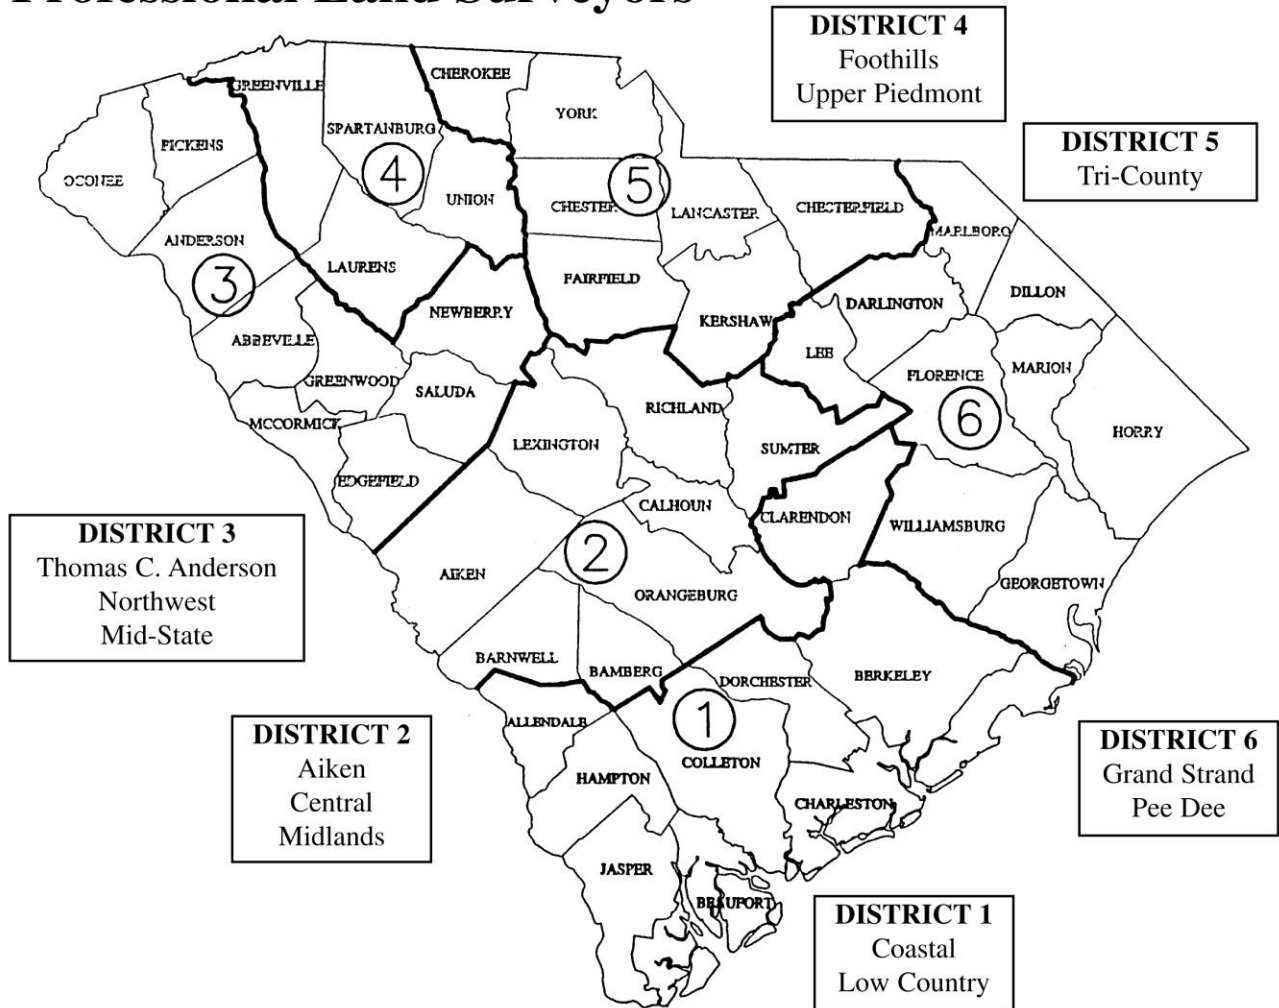 Professional Land Surveyors
DISTRICT 4
Foothills
Upper Piedmont
DISTRICT 5
Tri-County
GREENVILLE
CHEROKEE
YORK
SPARTANBURG
PICKENS
OCONEE
4
5
UNION
CHESTER
LANCASTER
CHESTERFIELD
MARLBORO
ANDERSON
3
LAURENS
FAIRFIELD
NEWBERRY
KERSHAW
DARLINGTON
DILLON
ABBEVILLE
LEE
MARION
GREENWOOD
SALUDA
FLORENCE
6
RICHLAND
MCCORMICK
LEXINGTON
SUMTER
HORRY
EDGEFIELD
CALHOUN
CLARENDON
WILLIAMSBURG
DISTRICT 3
Thomas C. Anderson
Northwest
Mid-State
2
AIKEN
ORANGEBURG
GEORGETOWN
BARNWELL
BAMBERG
DORCHESTER
BERKELEY
ALLENDALE
1
COLLETON
HAMPTON
CHARLESTON
DISTRICT 2
Aiken
Central
Midlands
DISTRICT 6
Grand Strand
Pee Dee
JASPER
BEAUFORT
DISTRICT 1
Coastal
Low Country